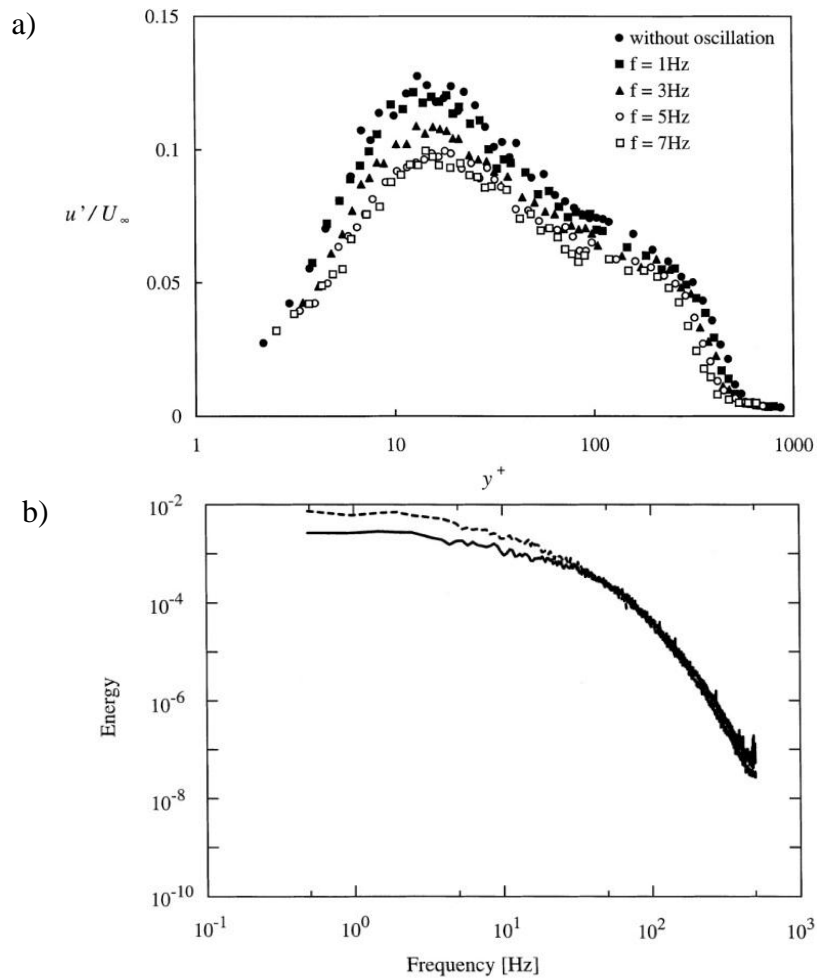 a)
0.15
0.1
0.05
0
u'/U∞
1 10 100 1000
y+
without oscillation
f = 1Hz
f = 3Hz
f = 5Hz
f = 7Hz
b)
10-2
10-4
10-6
10-8
10-10
Energy
10-1 100 101 102 103
Frequency [Hz]